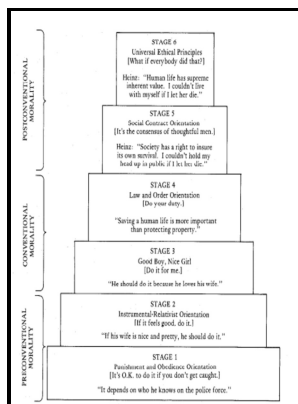 POSTCONVENTIONAL
MORALITY
CONVENTIONAL
MORALITY
PRECONVENTIONAL
MORALITY
STAGE 6
Universal Ethical Principles
[What if everybody did that?]
Heinz: "Human life has supreme
inherent value. I couldn't live
with myself if I let her die."
STAGE 5
Social Contract Orientation
[It's the consensus of thoughtful men.]
Heinz: "Society has a right to insure
its own survival. I couldn't hold my
head up in public if I let her die."
STAGE 4
Law and Order Orientation
[Do your duty.]
"Saving a human life is more important
than protecting property."
STAGE 3
Good Boy, Nice Girl
[Do it for me.]
"He should do it because he loves his wife."
STAGE 2
Instrumental-Relativist Orientation
[If it feels good, do it.]
"If his wife is nice and pretty, he should do it."
STAGE 1
Punishment and Obedience Orientation
[It's O.K. to do it if you don't get caught.]
"It depends on who he knows on the police force."